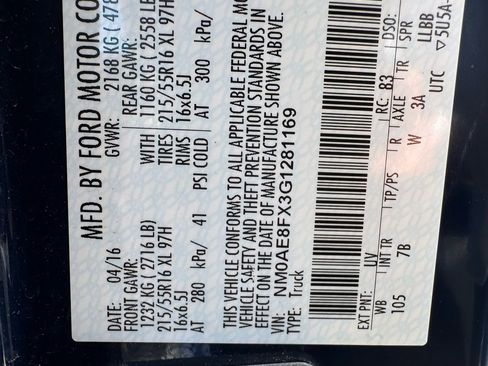 MFD. BY FORD MOTOR CO
DATE: 04/16
GVWR: 2168 KG ( 478
FRONT GAWR:
REAR GAWR:
1232 KG ( 2716 LB)
WITH 1160 KG ( 2558 LB
215/55R16 XL 97H
TIRES 215/55R16 XL 97H
16x6.5J
RIMS 16x6.5J
AT 280 kPa/ 41 PSI COLD
AT 300 kPa/
THIS VEHICLE CONFORMS TO ALL APPLICABLE FEDERAL MO
VEHICLE SAFETY AND THEFT PREVENTION STANDARDS IN
EFFECT ON THE DATE OF MANUFACTURE SHOWN ABOVE.
VIN: NM0AE8FX3G1281169
TYPE: Truck
EXT PNT: UV RC: 83 DSO:
WB INT TR TP/PS R AXLE TR SPR
105 7B W 3A LLBB
UTC ▽5U5A-